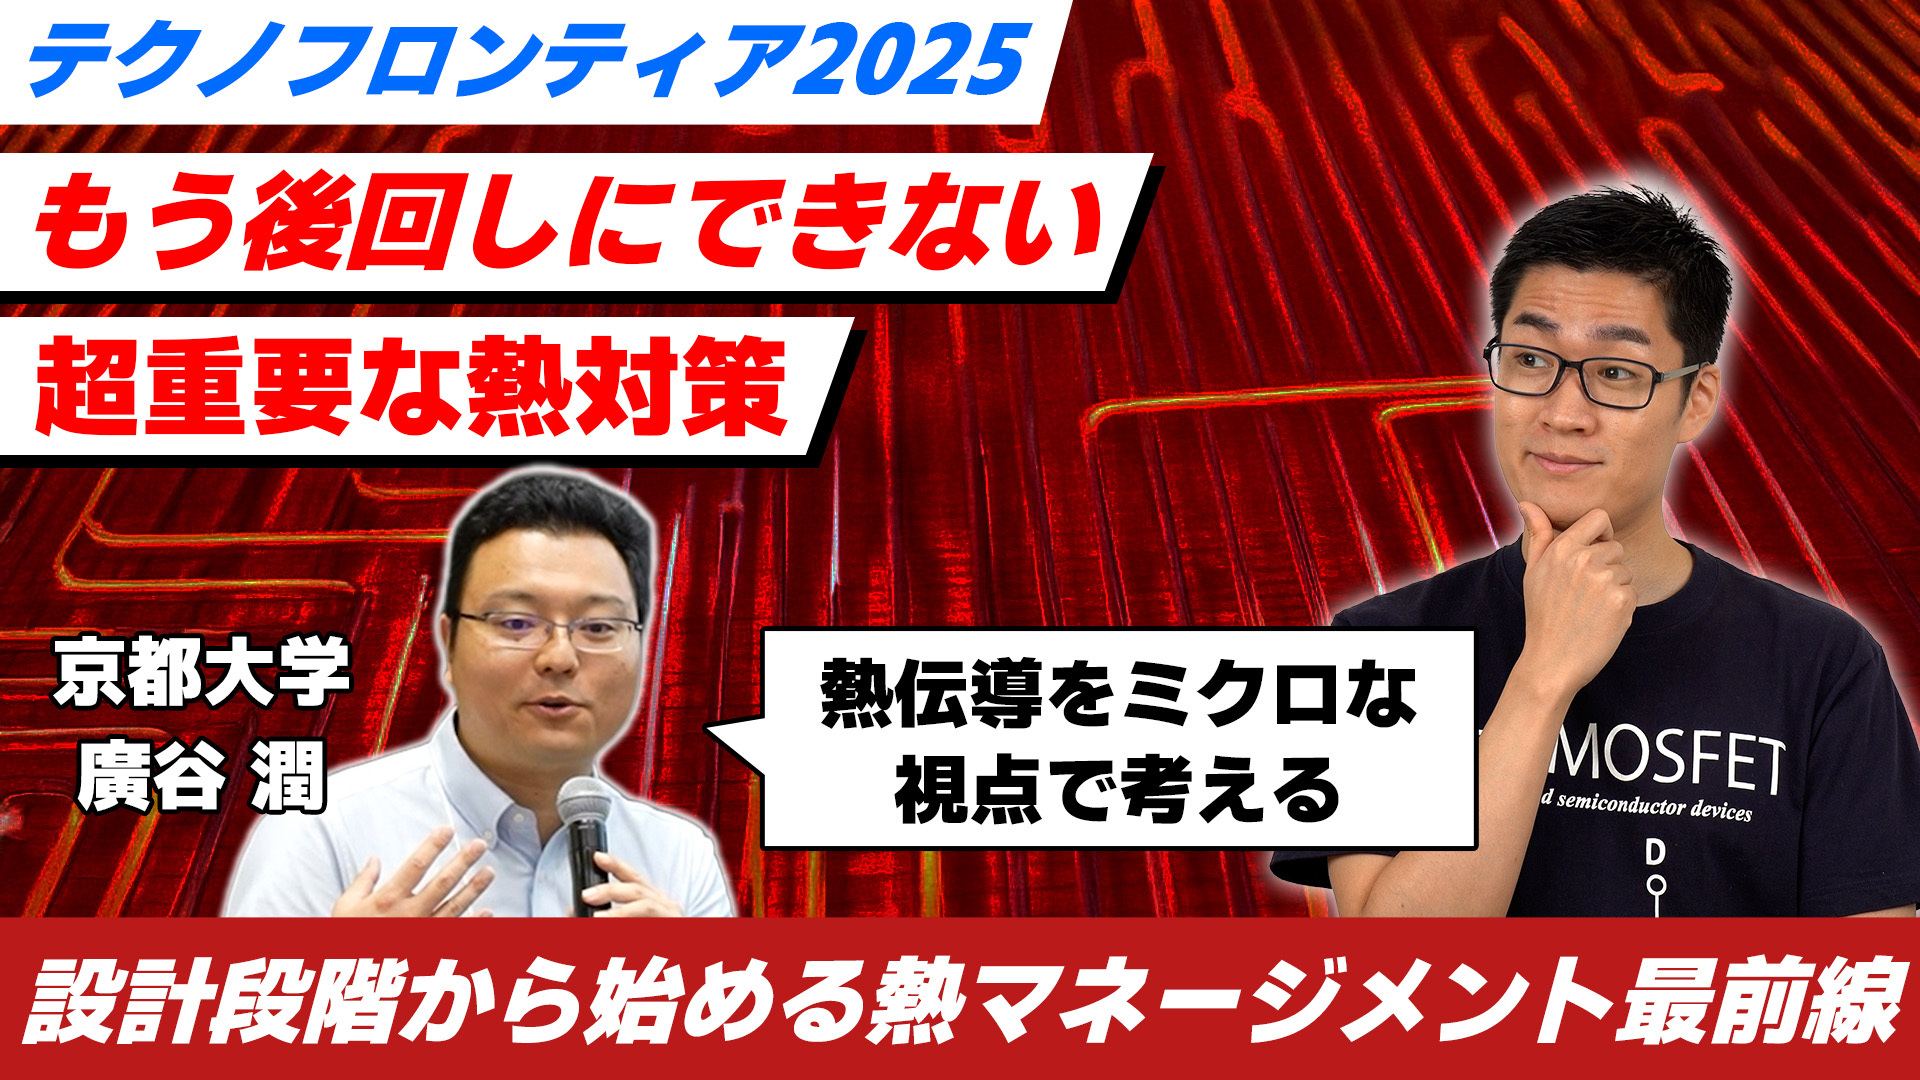 テクノフロンティア2025
もう後回しにできない
超重要な熱対策
京都大学
廣谷 潤
熱伝導をミクロな
視点で考える
MOSFET
d semiconductor devices
D
設計段階から始める熱マネージメント最前線